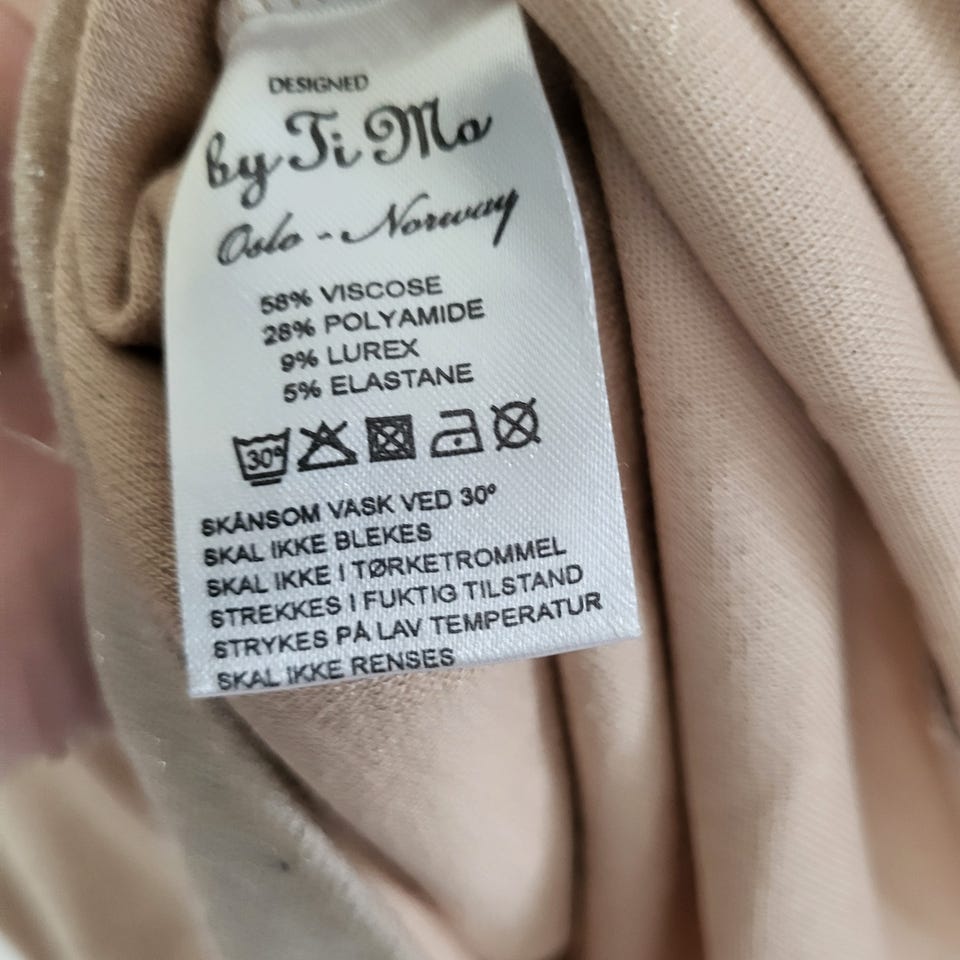 DESIGNED
by Ti Mo
Oslo - Norway
58% VISCOSE
28% POLYAMIDE
9% LUREX
5% ELASTANE
30°
SKÅNSOM VASK VED 30°
SKAL IKKE BLEKES
SKAL IKKE I TØRKETROMMEL
STREKKES I FUKTIG TILSTAND
STRYKES PÅ LAV TEMPERATUR
SKAL IKKE RENSES